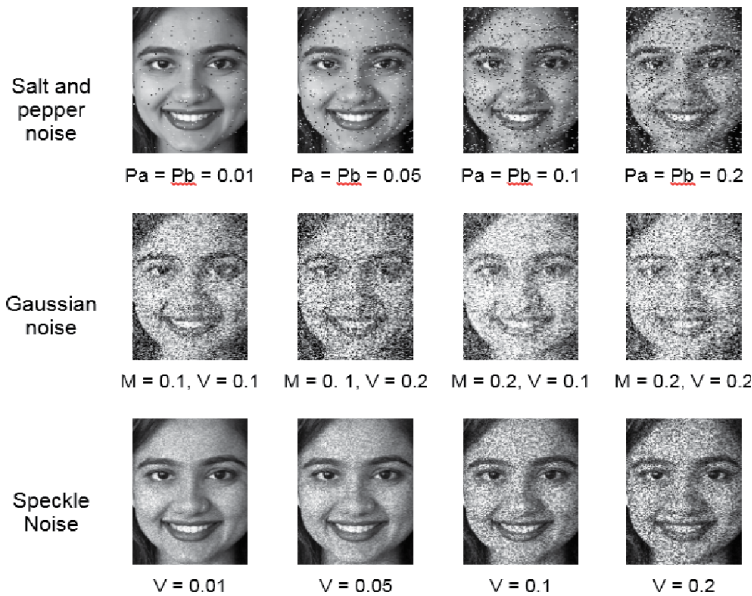 Salt and
pepper
noise
Pa = Pb = 0.01
Pa = Pb = 0.05
Pa = Pb = 0.1
Pa = Pb = 0.2
Gaussian
noise
M = 0.1, V = 0.1
M = 0. 1, V = 0.2
M = 0.2, V = 0.1
M = 0.2, V = 0.2
Speckle
Noise
V = 0.01
V = 0.05
V = 0.1
V = 0.2